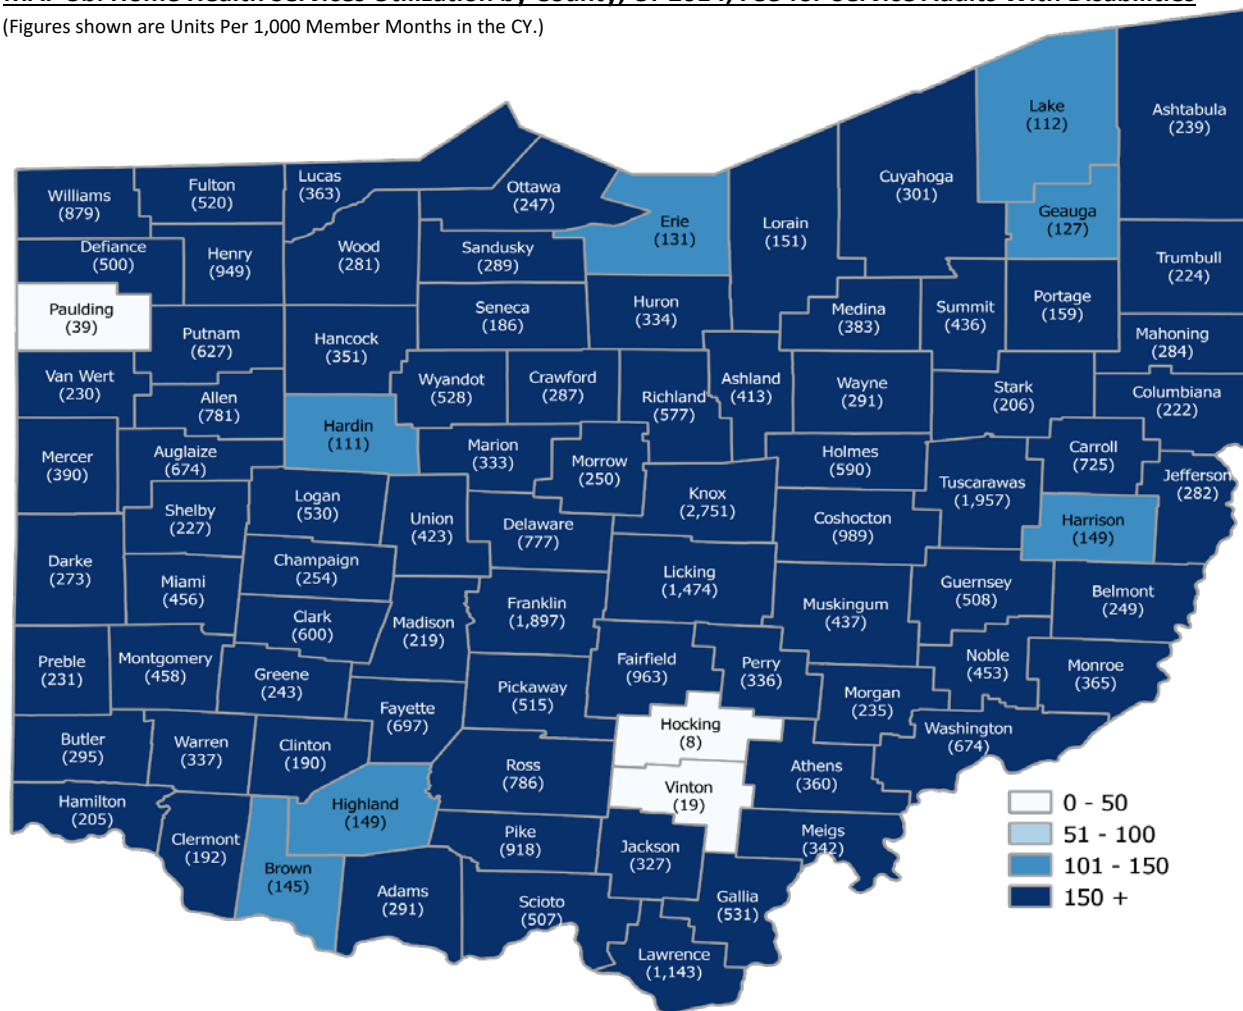 (Figures shown are Units Per 1,000 Member Months in the CY.)
Lake
(112)
Ashtabula
(239)
Williams
(879)
Fulton
(520)
Lucas
(363)
Ottawa
(247)
Cuyahoga
(301)
Geauga
(127)
Erie
(131)
Lorain
(151)
Defiance
(500)
Henry
(949)
Wood
(281)
Sandusky
(289)
Trumbull
(224)
Paulding
(39)
Putnam
(627)
Hancock
(351)
Seneca
(186)
Huron
(334)
Medina
(383)
Summit
(436)
Portage
(159)
Mahoning
(284)
Van Wert
(230)
Allen
(781)
Wyandot
(528)
Crawford
(287)
Richland
(577)
Ashland
(413)
Wayne
(291)
Stark
(206)
Columbiana
(222)
Hardin
(111)
Mercer
(390)
Auglaize
(674)
Marion
(333)
Morrow
(250)
Holmes
(590)
Carroll
(725)
Jefferson
(282)
Tuscarawas
(1,957)
Logan
(530)
Knox
(2,751)
Shelby
(227)
Union
(423)
Delaware
(777)
Coshocton
(989)
Harrison
(149)
Darke
(273)
Champaign
(254)
Miami
(456)
Licking
(1,474)
Guernsey
(508)
Belmont
(249)
Clark
(600)
Madison
(219)
Franklin
(1,897)
Muskingum
(437)
Preble
(231)
Montgomery
(458)
Greene
(243)
Fairfield
(963)
Perry
(336)
Noble
(453)
Monroe
(365)
Pickaway
(515)
Morgan
(235)
Fayette
(697)
Hocking
(8)
Washington
(674)
Butler
(295)
Warren
(337)
Clinton
(190)
Ross
(786)
Athens
(360)
Vinton
(19)
Hamilton
(205)
Highland
(149)
Clermont
(192)
Pike
(918)
Jackson
(327)
Meigs
(342)
Brown
(145)
Adams
(291)
Scioto
(507)
Gallia
(531)
Lawrence
(1,143)
0 - 50
51 - 100
101 - 150
150 +